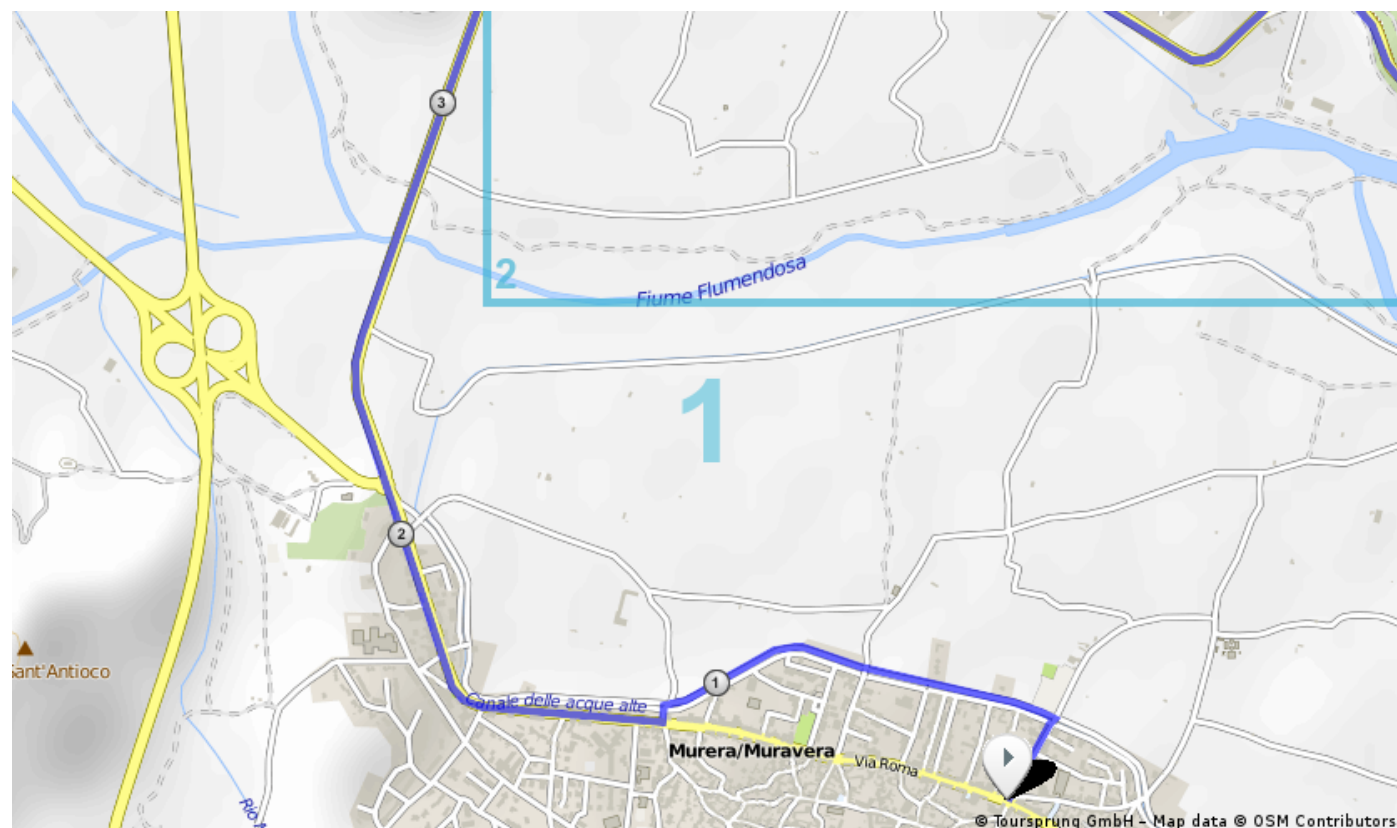 3
2
Fiume Flumendosa
1
2
Sant'Antioco
1
Canale delle acque alte
Murera/Muravera
Via Roma
Rio
© Toursprung GmbH – Map data © OSM Contributors